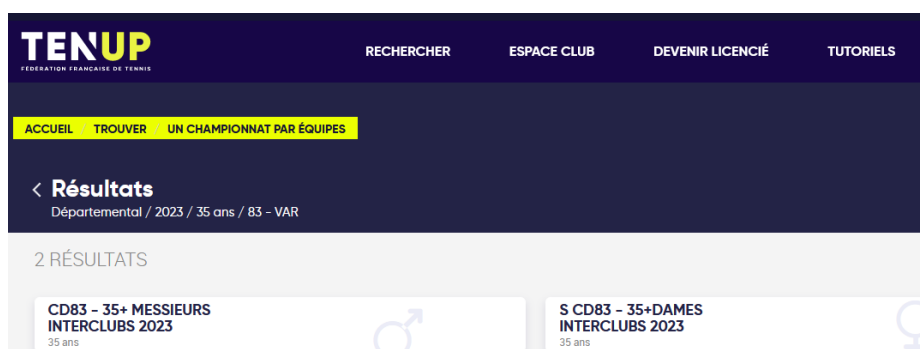 TENUP
FÉDÉRATION FRANÇAISE DE TENNIS
RECHERCHER ESPACE CLUB DEVENIR LICENCIÉ TUTORIELS
ACCUEIL / TROUVER / UN CHAMPIONNAT PAR ÉQUIPES
< Résultats
Départemental / 2023 / 35 ans / 83 - VAR
2 RÉSULTATS
CD83 - 35+ MESSIEURS
INTERCLUBS 2023
35 ans
S CD83 - 35+DAMES
INTERCLUBS 2023
35 ans